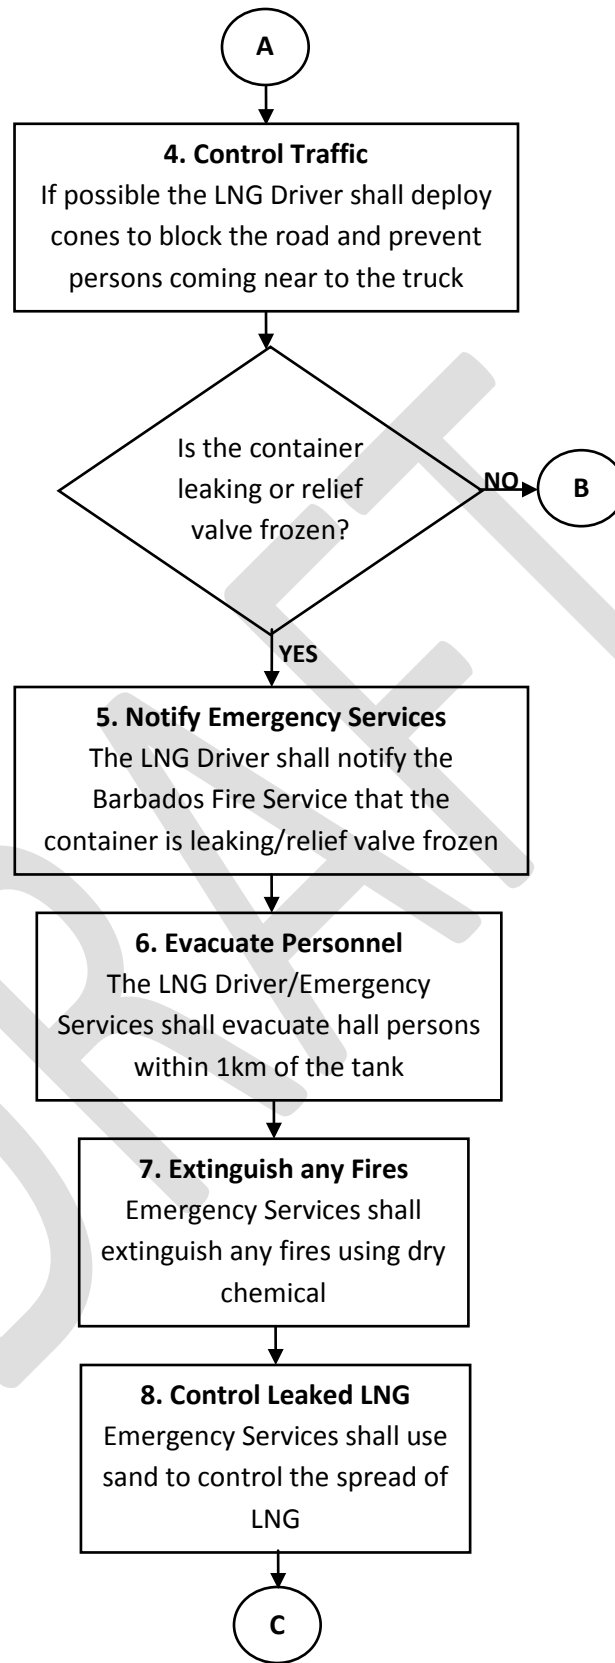 A
4. Control Traffic
If possible the LNG Driver shall deploy
cones to block the road and prevent
persons coming near to the truck
Is the container
leaking or relief
valve frozen?
NO
B
YES
5. Notify Emergency Services
The LNG Driver shall notify the
Barbados Fire Service that the
container is leaking/relief valve frozen
6. Evacuate Personnel
The LNG Driver/Emergency
Services shall evacuate hall persons
within 1km of the tank
7. Extinguish any Fires
Emergency Services shall
extinguish any fires using dry
chemical
8. Control Leaked LNG
Emergency Services shall use
sand to control the spread of
LNG
C
DRAFT